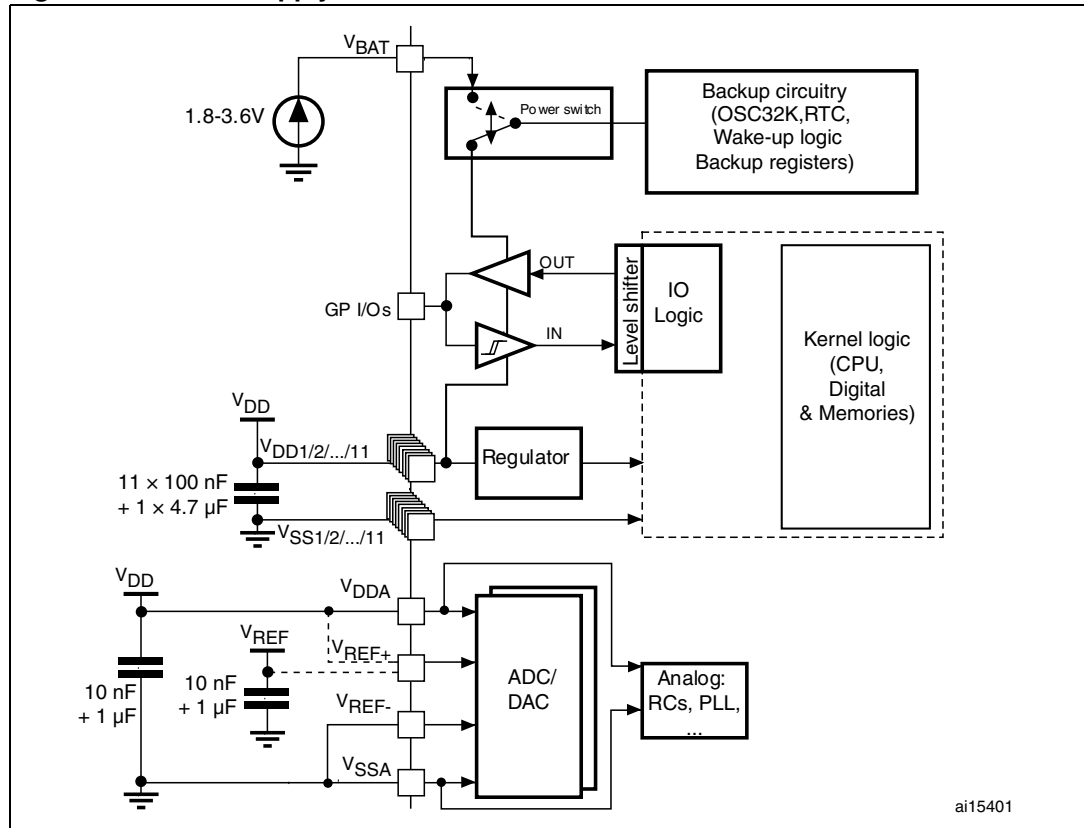 VBAT
1.8-3.6V
Power switch
Backup circuitry
(OSC32K,RTC,
Wake-up logic
Backup registers)
OUT
GP I/Os
IN
Level shifter
IO
Logic
Kernel logic
(CPU,
Digital
& Memories)
VDD
VDD1/2/.../11
Regulator
11 × 100 nF
+ 1 × 4.7 µF
VSS1/2/.../11
VDD
VDDA
VREF
VREF+
10 nF
+ 1 µF
10 nF
+ 1 µF
VREF-
ADC/
DAC
Analog:
RCs, PLL,
...
VSSA
ai15401